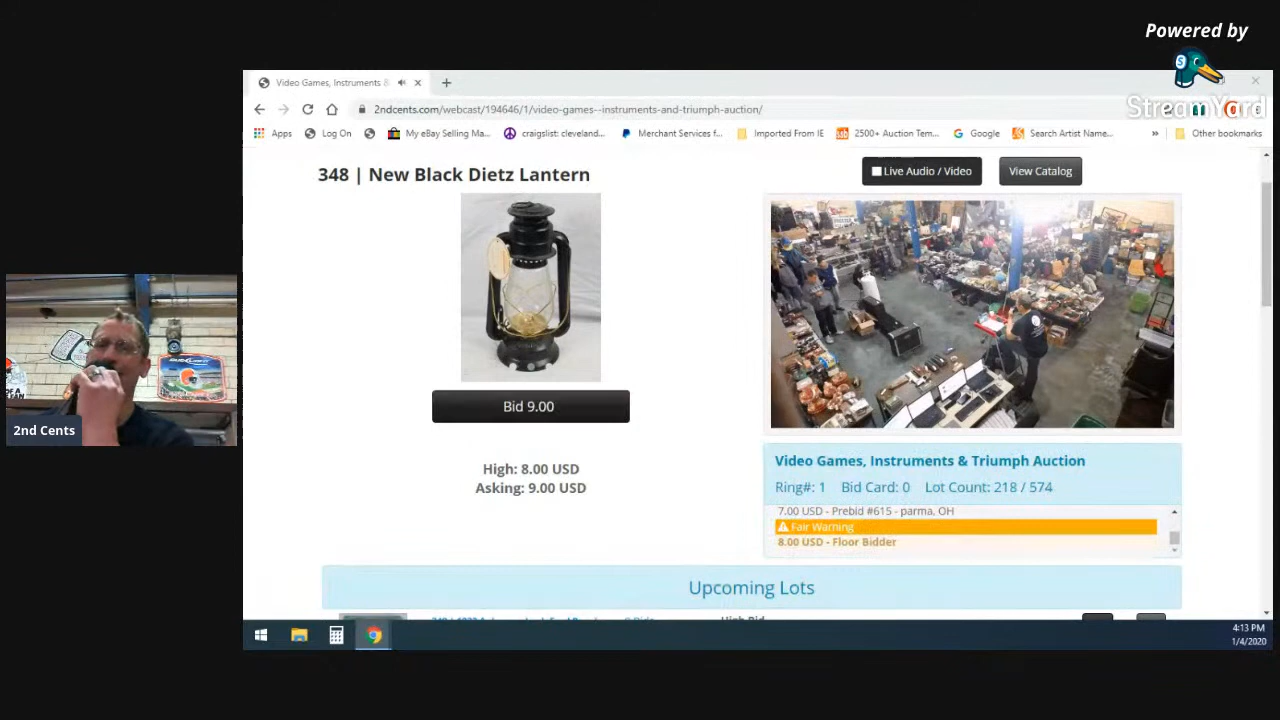 Powered by
StreamYard
Video Games, Instruments &
2ndcents.com/webcast/194646/1/video-games--instruments-and-triumph-auction/
Apps
Log On
My eBay Selling Ma...
craigslist: cleveland...
Merchant Services f...
Imported From IE
2500+ Auction Tem...
Google
Search Artist Name...
»
Other bookmarks
348 | New Black Dietz Lantern
Live Audio / Video
View Catalog
Bid 9.00
High: 8.00 USD
Asking: 9.00 USD
Video Games, Instruments & Triumph Auction
Ring#: 1 Bid Card: 0 Lot Count: 218 / 574
7.00 USD - Prebid #615 - parma, OH
Fair Warning
8.00 USD - Floor Bidder
Upcoming Lots
2nd Cents
4:13 PM
1/4/2020